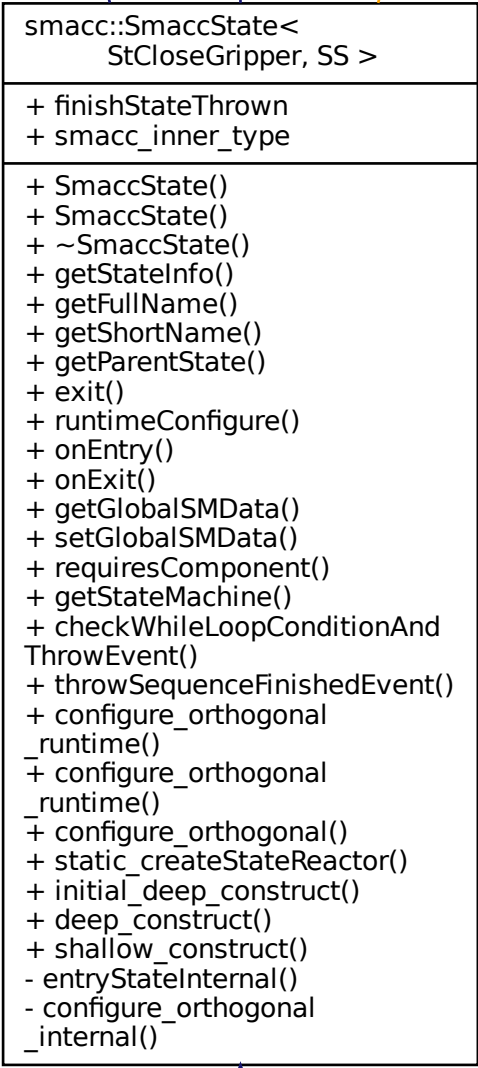 smacc::SmaccState<
StCloseGripper, SS >
+ finishStateThrown
+ smacc_inner_type
+ SmaccState()
+ SmaccState()
+ ~SmaccState()
+ getStateInfo()
+ getFullName()
+ getShortName()
+ getParentState()
+ exit()
+ runtimeConfigure()
+ onEntry()
+ onExit()
+ getGlobalSMData()
+ setGlobalSMData()
+ requiresComponent()
+ getStateMachine()
+ checkWhileLoopConditionAnd
ThrowEvent()
+ throwSequenceFinishedEvent()
+ configure_orthogonal
_runtime()
+ configure_orthogonal
_runtime()
+ configure_orthogonal()
+ static_createStateReactor()
+ initial_deep_construct()
+ deep_construct()
+ shallow_construct()
- entryStateInternal()
- configure_orthogonal
_internal()